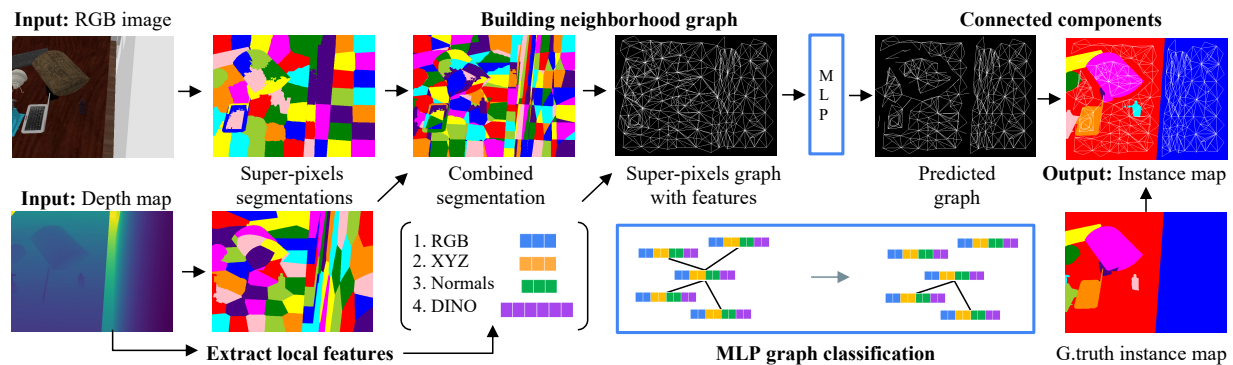 Input: RGB image
Building neighborhood graph
Connected components
M
L
P
Super-pixels
segmentations
Combined
segmentation
Super-pixels graph
with features
Predicted
graph
Output: Instance map
Input: Depth map
1. RGB
2. XYZ
3. Normals
4. DINO
Extract local features
MLP graph classification
G.truth instance map